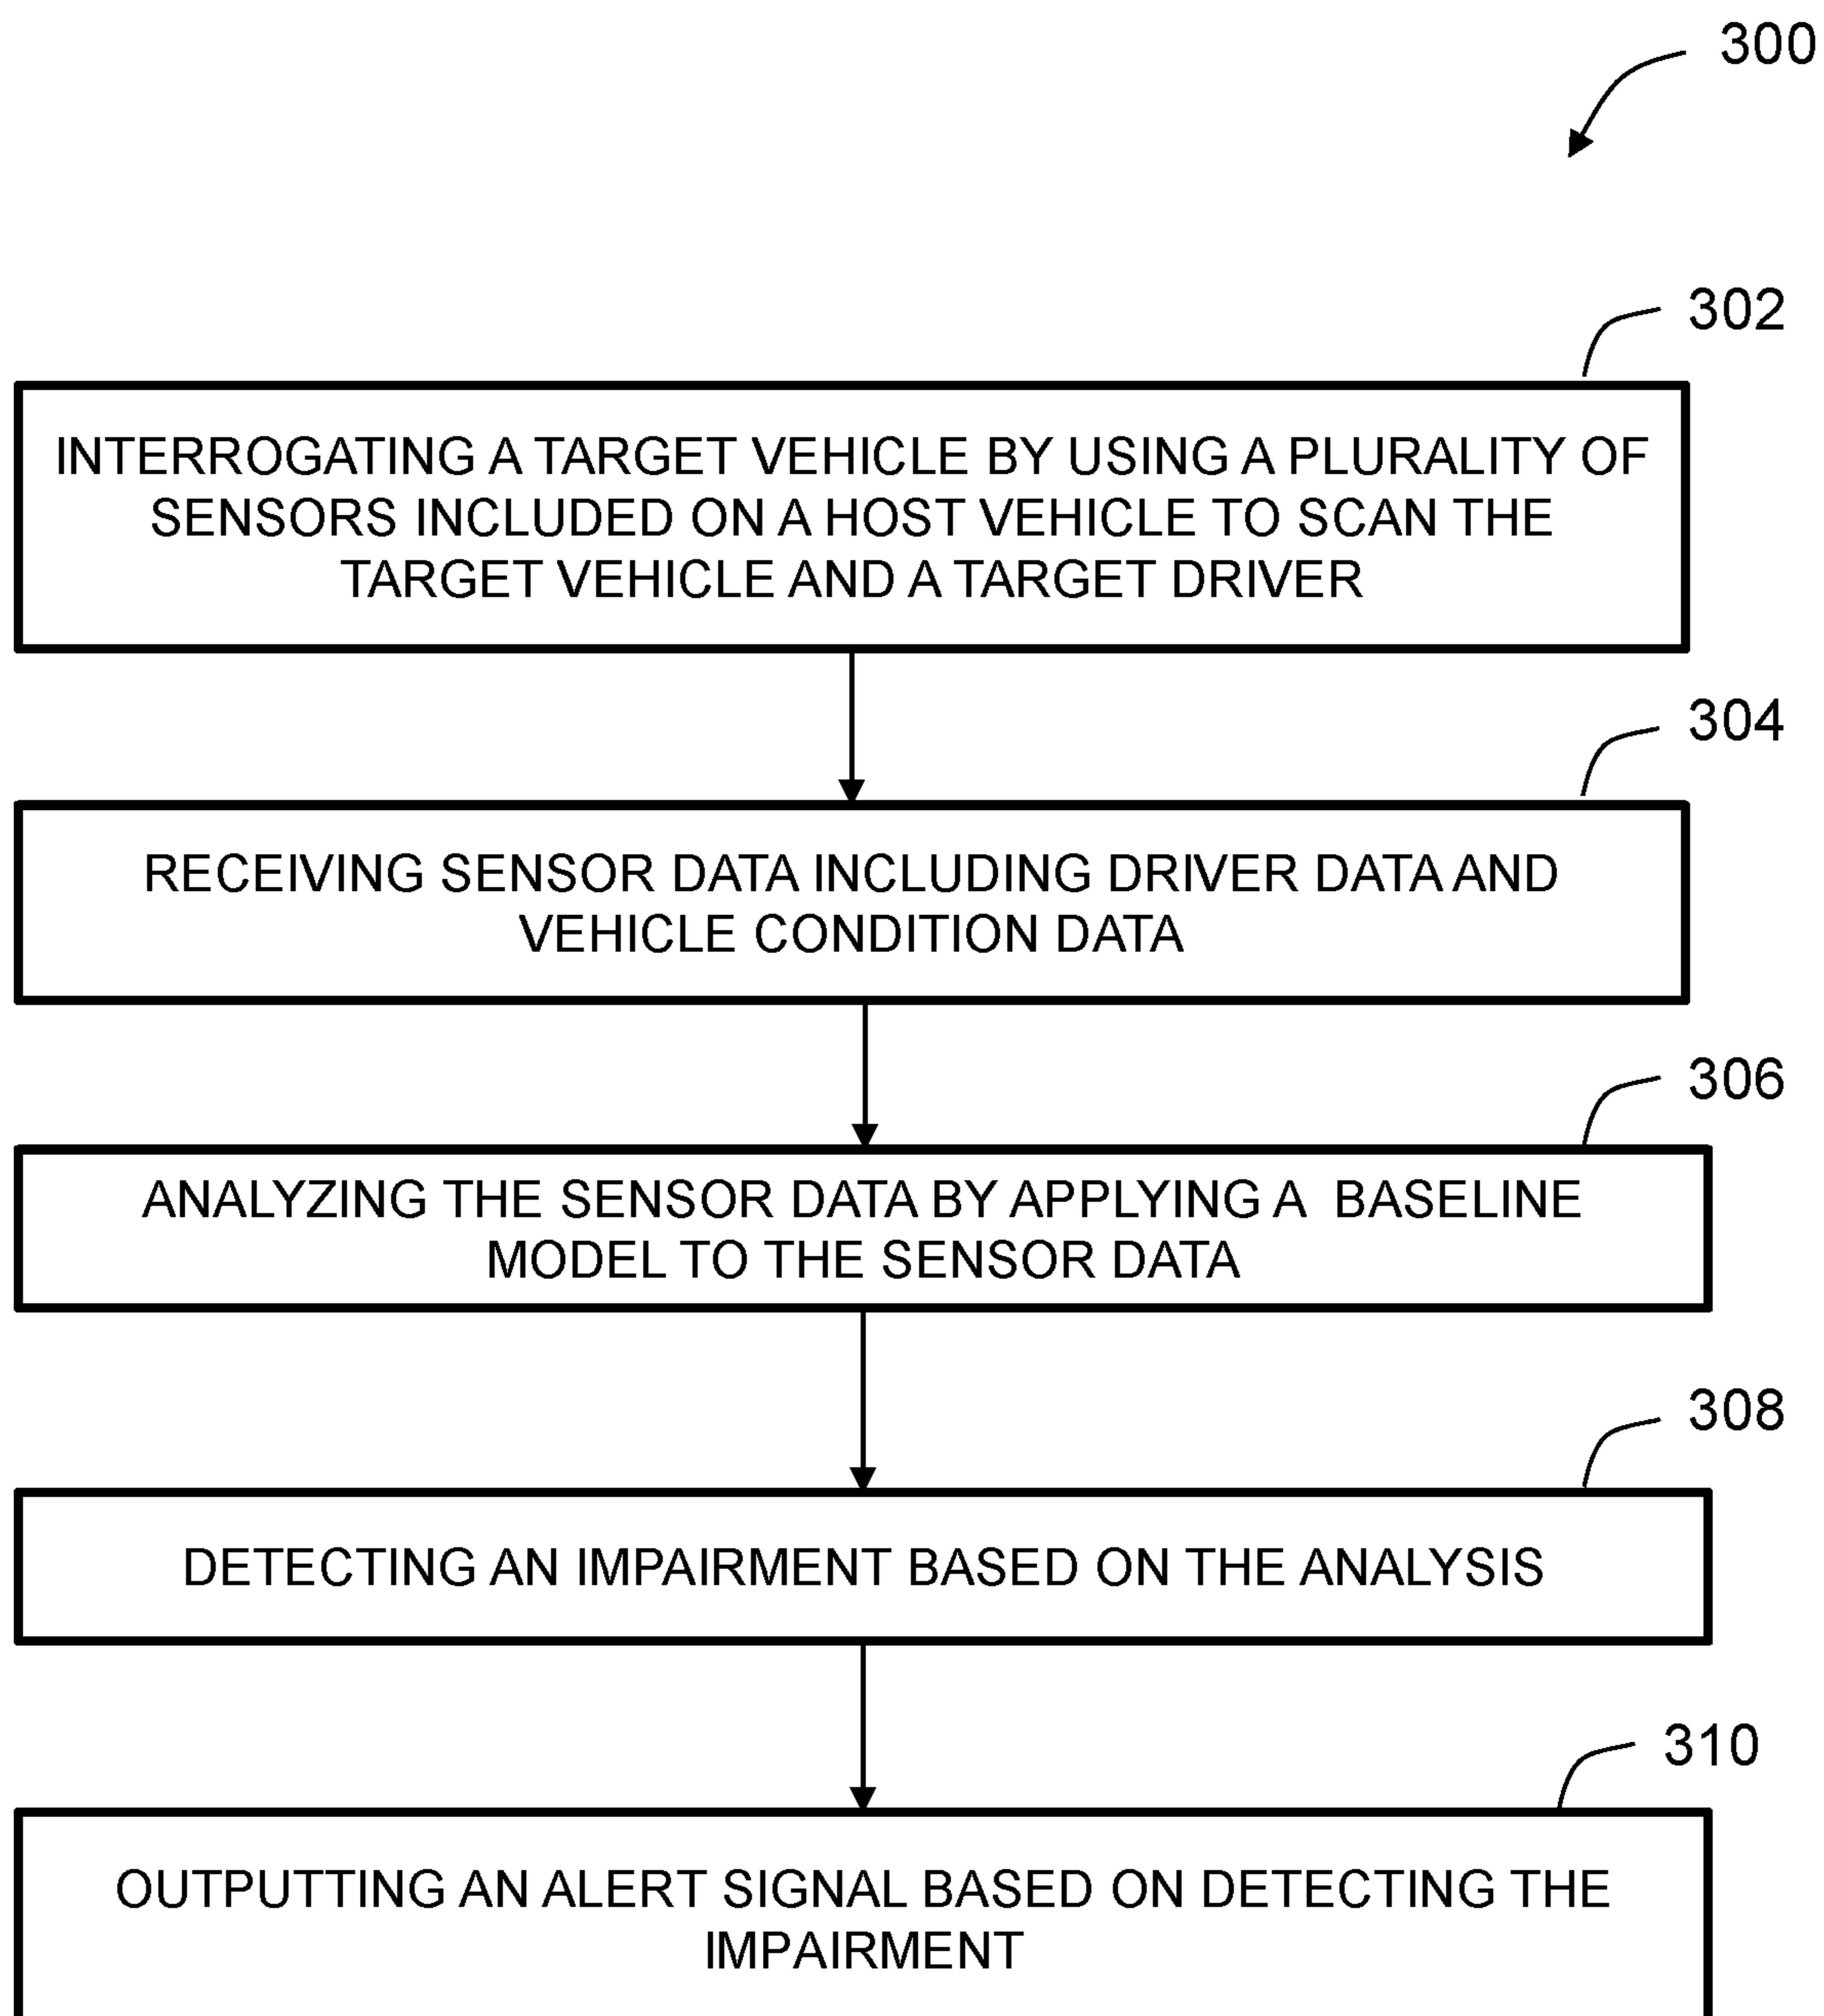 300
302
INTERROGATING A TARGET VEHICLE BY USING A PLURALITY OF
SENSORS INCLUDED ON A HOST VEHICLE TO SCAN THE
TARGET VEHICLE AND A TARGET DRIVER
304
RECEIVING SENSOR DATA INCLUDING DRIVER DATA AND
VEHICLE CONDITION DATA
306
ANALYZING THE SENSOR DATA BY APPLYING A BASELINE
MODEL TO THE SENSOR DATA
308
DETECTING AN IMPAIRMENT BASED ON THE ANALYSIS
310
OUTPUTTING AN ALERT SIGNAL BASED ON DETECTING THE
IMPAIRMENT